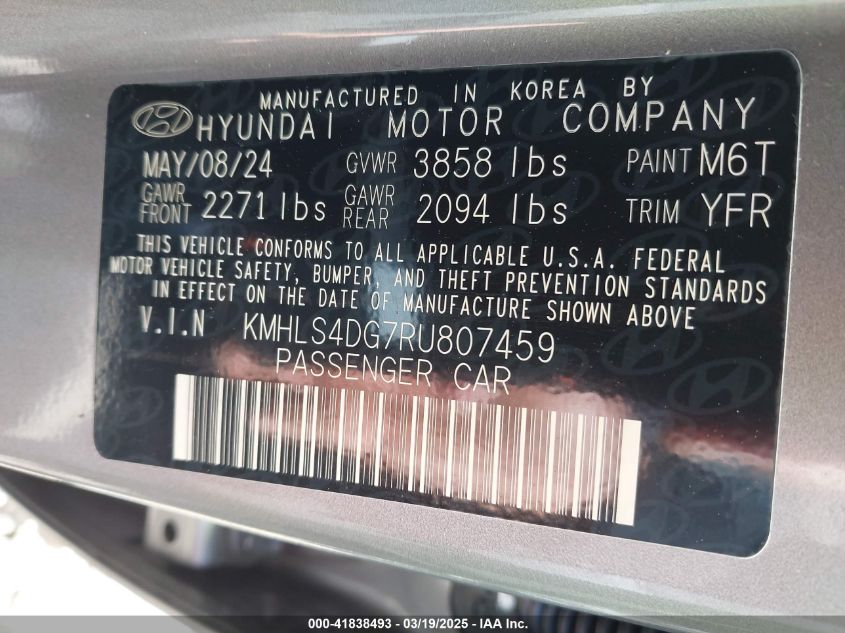 MANUFACTURED IN KOREA BY
HYUNDAI MOTOR COMPANY
MAY/08/24 GVWR 3858 lbs PAINT M6T
GAWR FRONT 2271 lbs GAWR REAR 2094 lbs TRIM YFR
THIS VEHICLE CONFORMS TO ALL APPLICABLE U.S.A. FEDERAL
MOTOR VEHICLE SAFETY, BUMPER, AND THEFT PREVENTION STANDARDS
IN EFFECT ON THE DATE OF MANUFACTURE SHOWN ABOVE
V.I.N KMHLS4DG7RU807459
PASSENGER CAR
000-41838493 - 03/19/2025 - IAA Inc.